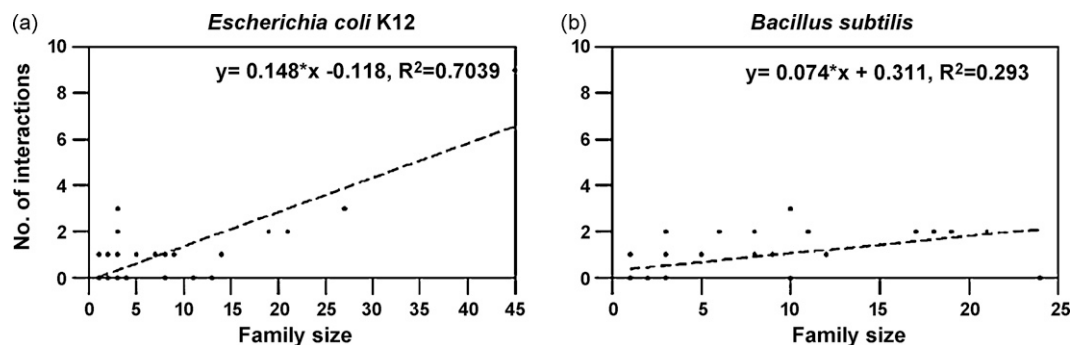 (a) Escherichia coli K12
y= 0.148*x -0.118, R²=0.7039
No. of interactions
10
8
6
4
2
0
0 5 10 15 20 25 30 35 40 45
Family size
(b) Bacillus subtilis
y= 0.074*x + 0.311, R²=0.293
10
8
6
4
2
0
0 5 10 15 20 25
Family size